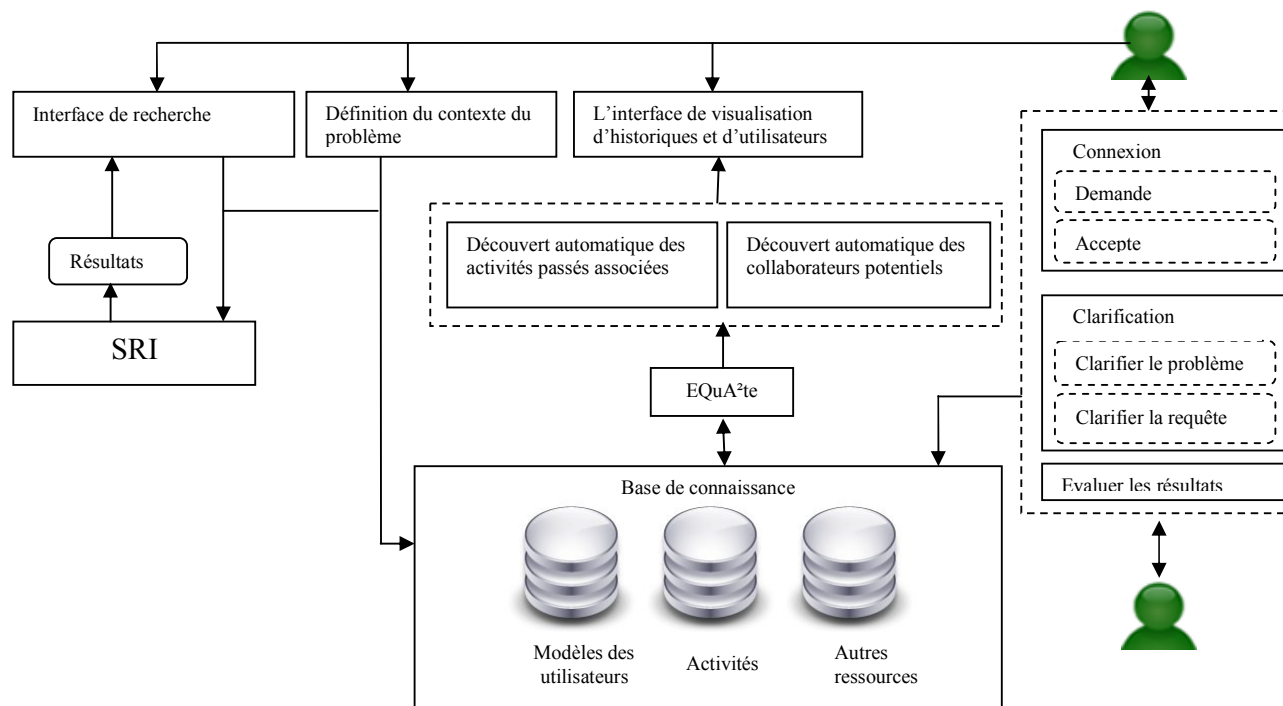 Interface de recherche
Définition du contexte du
problème
L’interface de visualisation
d’historiques et d’utilisateurs
Connexion
Demande
Accepte
Résultats
SRI
Découvert automatique des
activités passés associées
Découvert automatique des
collaborateurs potentiels
Clarification
Clarifier le problème
Clarifier la requête
Evaluer les résultats
EQuA²te
Base de connaissance
Modèles des
utilisateurs
Activités
Autres
ressources